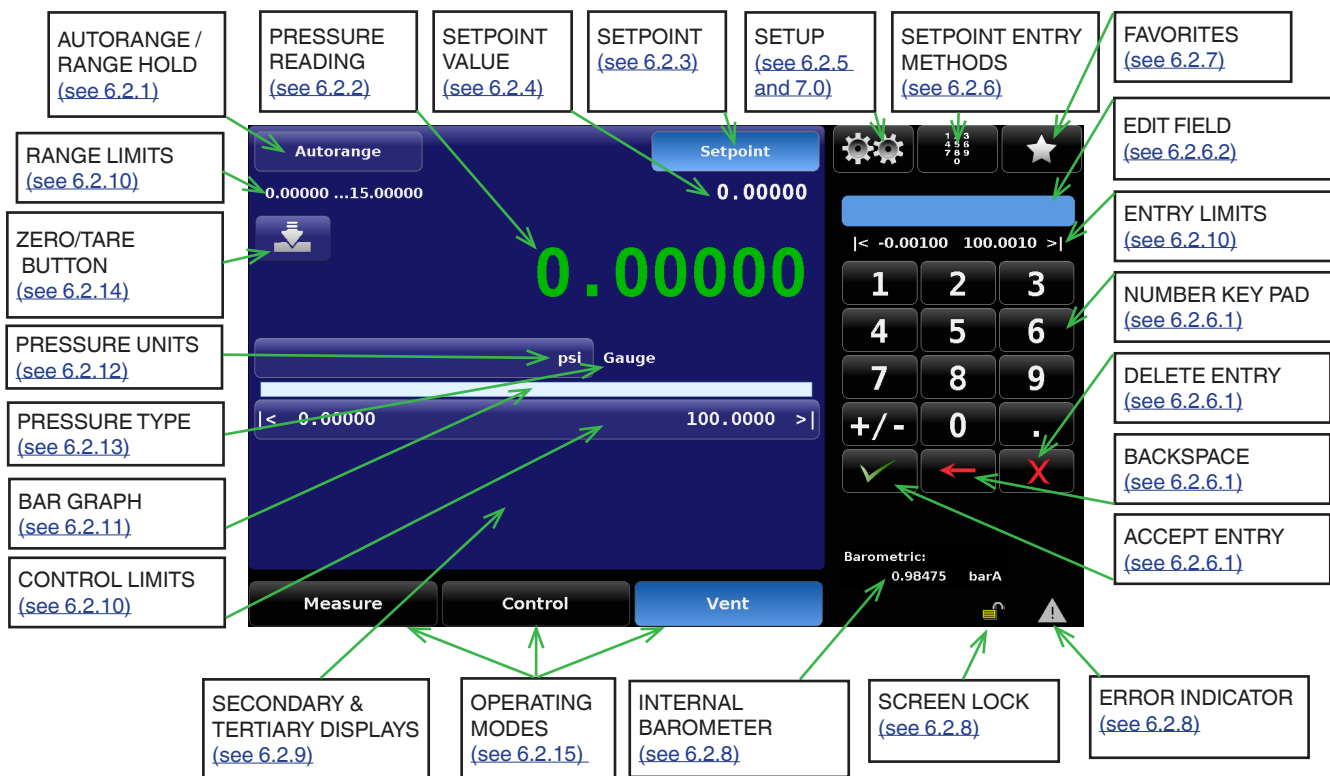 AUTORANGE /
RANGE HOLD
(see 6.2.1)
PRESSURE
READING
(see 6.2.2)
SETPOINT
VALUE
(see 6.2.4)
SETPOINT
(see 6.2.3)
SETUP
(see 6.2.5
and 7.0)
SETPOINT ENTRY
METHODS
(see 6.2.6)
FAVORITES
(see 6.2.7)
RANGE LIMITS
(see 6.2.10)
ZERO/TARE
BUTTON
(see 6.2.14)
PRESSURE UNITS
(see 6.2.12)
PRESSURE TYPE
(see 6.2.13)
BAR GRAPH
(see 6.2.11)
CONTROL LIMITS
(see 6.2.10)
Autorange
Setpoint
0.00000 ...15.00000
0.00000
0.00000
psi Gauge
|< 0.00000 100.0000 >|
Measure Control Vent
1 3
4 5 6
7 8 9
0
|< -0.00100 100.0010 >|
1 2 3
4 5 6
7 8 9
+/- 0 .
X
Barometric:
0.98475 barA
EDIT FIELD
(see 6.2.6.2)
ENTRY LIMITS
(see 6.2.10)
NUMBER KEY PAD
(see 6.2.6.1)
DELETE ENTRY
(see 6.2.6.1)
BACKSPACE
(see 6.2.6.1)
ACCEPT ENTRY
(see 6.2.6.1)
SECONDARY &
TERTIARY DISPLAYS
(see 6.2.9)
OPERATING
MODES
(see 6.2.15)
INTERNAL
BAROMETER
(see 6.2.8)
SCREEN LOCK
(see 6.2.8)
ERROR INDICATOR
(see 6.2.8)